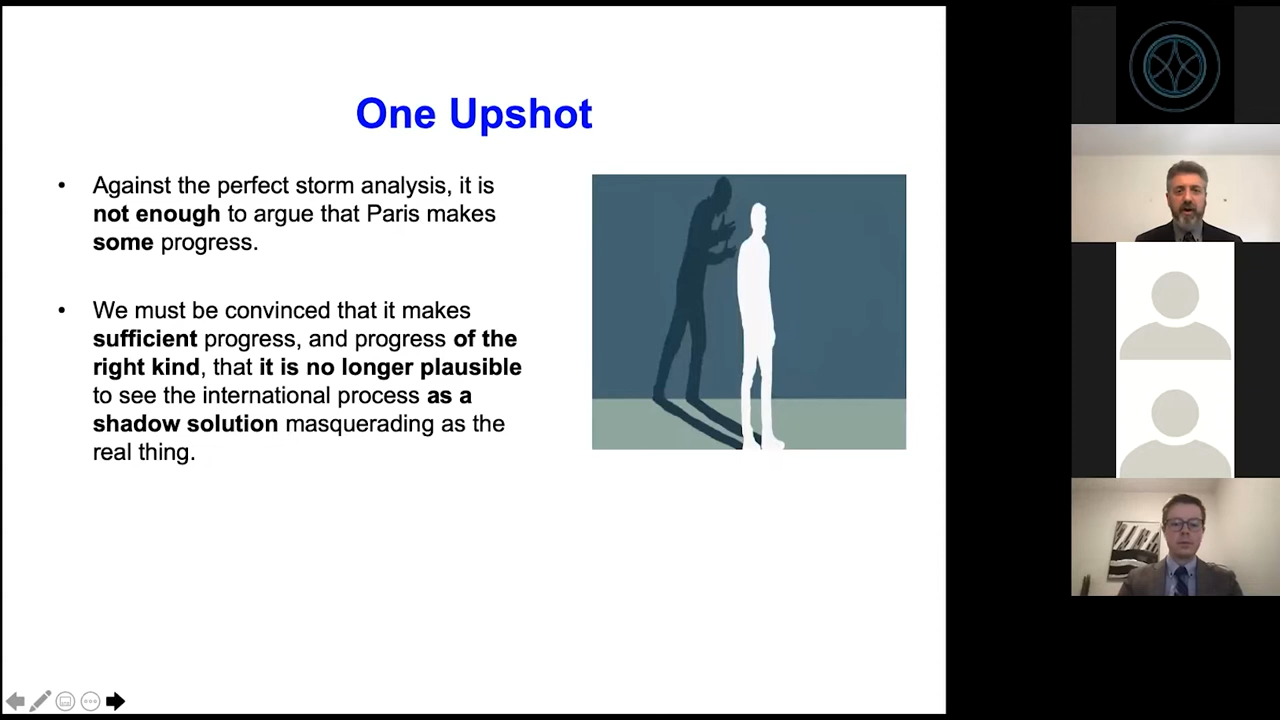 One Upshot
• Against the perfect storm analysis, it is
not enough to argue that Paris makes
some progress.
• We must be convinced that it makes
sufficient progress, and progress of the
right kind, that it is no longer plausible
to see the international process as a
shadow solution masquerading as the
real thing.